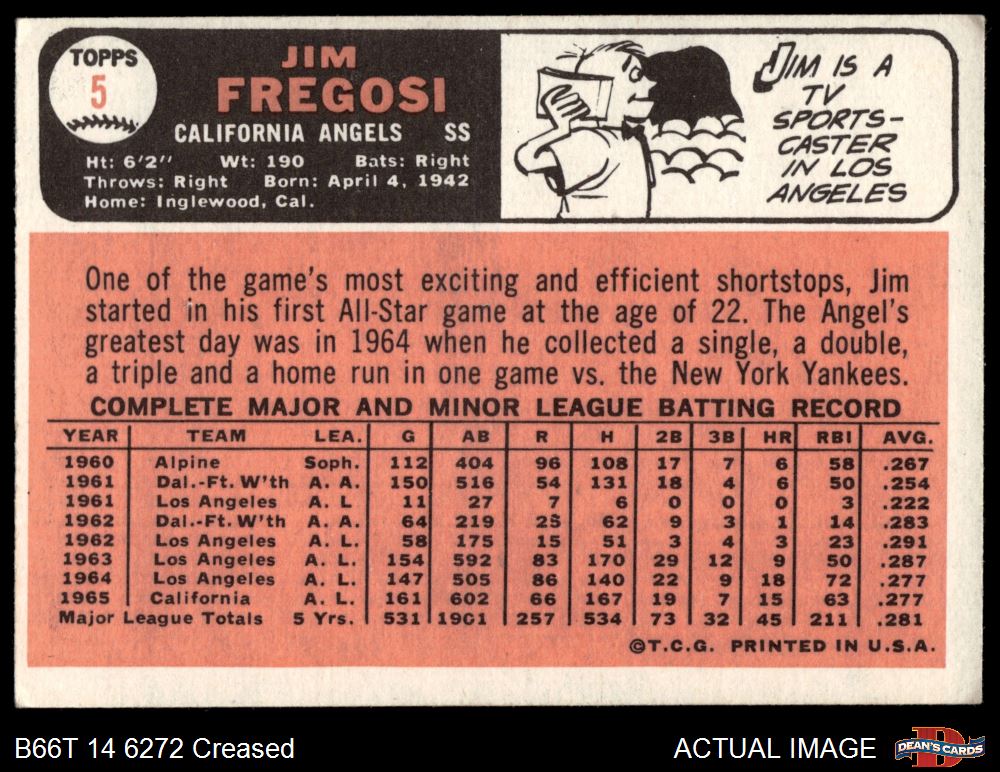 TOPPS
5
JIM
FREGOSI
CALIFORNIA ANGELS SS
Ht: 6'2" Wt: 190 Bats: Right
Throws: Right Born: April 4, 1942
Home: Inglewood, Cal.
JIM IS A
TV
SPORTS-
CASTER
IN LOS
ANGELES
One of the game's most exciting and efficient shortstops, Jim
started in his first All-Star game at the age of 22. The Angel's
greatest day was in 1964 when he collected a single, a double,
a triple and a home run in one game vs. the New York Yankees.
COMPLETE MAJOR AND MINOR LEAGUE BATTING RECORD
YEAR TEAM LEA. G AB R H 2B 3B HR RBI AVG.
1960 Alpine Soph. 112 404 96 108 17 7 6 58 .267
1961 Dal.-Ft. W'th A. A. 150 516 54 131 18 4 6 50 .254
1961 Los Angeles A. L 11 27 7 6 0 0 0 3 .222
1962 Dal.-Ft. W'th A. A. 64 219 25 62 9 3 1 14 .283
1962 Los Angeles A. L. 58 175 15 51 3 4 3 23 .291
1963 Los Angeles A. L. 154 592 83 170 29 12 9 50 .287
1964 Los Angeles A. L. 147 505 86 140 22 9 18 72 .277
1965 California A. L. 161 602 66 167 19 7 15 63 .277
Major League Totals 5 Yrs. 531 1901 257 534 73 32 45 211 .281
©T.C.G. PRINTED IN U.S.A.
B66T 14 6272 Creased
ACTUAL IMAGE
DEAN'S CARDS